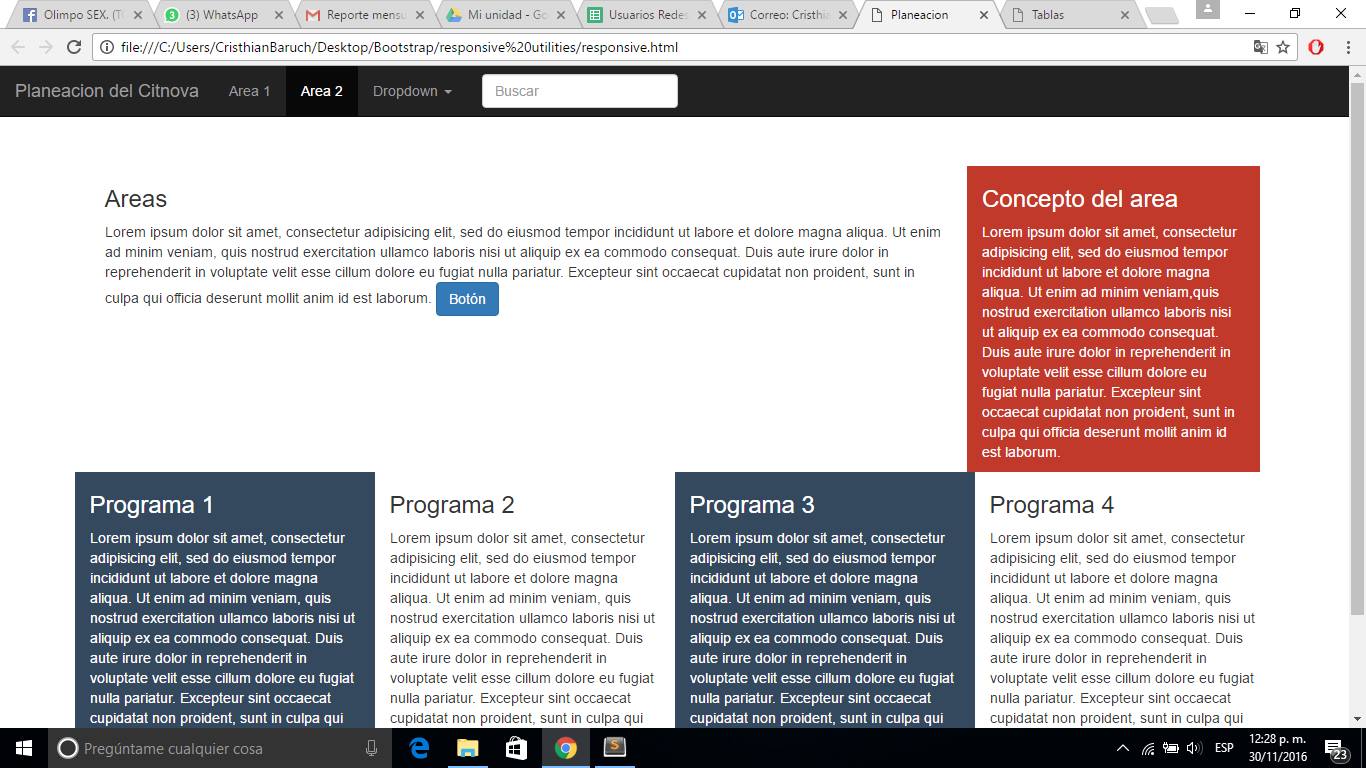 Olimpo SEX. (TO
(3) WhatsApp
Reporte mensu
Mi unidad - Go
Usuarios Redes
Correo: Cristhia
Planeacion
Tablas
file:///C:/Users/CristhianBaruch/Desktop/Bootstrap/responsive%20utilities/responsive.html
Planeacion del Citnova
Area 1
Area 2
Dropdown
Buscar
Areas
Lorem ipsum dolor sit amet, consectetur adipisicing elit, sed do eiusmod tempor incididunt ut labore et dolore magna aliqua. Ut enim
ad minim veniam, quis nostrud exercitation ullamco laboris nisi ut aliquip ex ea commodo consequat. Duis aute irure dolor in
reprehenderit in voluptate velit esse cillum dolore eu fugiat nulla pariatur. Excepteur sint occaecat cupidatat non proident, sunt in
culpa qui officia deserunt mollit anim id est laborum. Botón
Concepto del area
Lorem ipsum dolor sit amet, consectetur
adipisicing elit, sed do eiusmod tempor
incididunt ut labore et dolore magna
aliqua. Ut enim ad minim veniam,quis
nostrud exercitation ullamco laboris nisi
ut aliquip ex ea commodo consequat.
Duis aute irure dolor in reprehenderit in
voluptate velit esse cillum dolore eu
fugiat nulla pariatur. Excepteur sint
occaecat cupidatat non proident, sunt in
culpa qui officia deserunt mollit anim id
est laborum.
Programa 1
Lorem ipsum dolor sit amet, consectetur
adipisicing elit, sed do eiusmod tempor
incididunt ut labore et dolore magna
aliqua. Ut enim ad minim veniam, quis
nostrud exercitation ullamco laboris nisi ut
aliquip ex ea commodo consequat. Duis
aute irure dolor in reprehenderit in
voluptate velit esse cillum dolore eu fugiat
nulla pariatur. Excepteur sint occaecat
cupidatat non proident, sunt in culpa qui
Programa 2
Lorem ipsum dolor sit amet, consectetur
adipisicing elit, sed do eiusmod tempor
incididunt ut labore et dolore magna
aliqua. Ut enim ad minim veniam, quis
nostrud exercitation ullamco laboris nisi ut
aliquip ex ea commodo consequat. Duis
aute irure dolor in reprehenderit in
voluptate velit esse cillum dolore eu fugiat
nulla pariatur. Excepteur sint occaecat
cupidatat non proident, sunt in culpa qui
Programa 3
Lorem ipsum dolor sit amet, consectetur
adipisicing elit, sed do eiusmod tempor
incididunt ut labore et dolore magna
aliqua. Ut enim ad minim veniam, quis
nostrud exercitation ullamco laboris nisi ut
aliquip ex ea commodo consequat. Duis
aute irure dolor in reprehenderit in
voluptate velit esse cillum dolore eu fugiat
nulla pariatur. Excepteur sint occaecat
cupidatat non proident, sunt in culpa qui
Programa 4
Lorem ipsum dolor sit amet, consectetur
adipisicing elit, sed do eiusmod tempor
incididunt ut labore et dolore magna
aliqua. Ut enim ad minim veniam, quis
nostrud exercitation ullamco laboris nisi ut
aliquip ex ea commodo consequat. Duis
aute irure dolor in reprehenderit in
voluptate velit esse cillum dolore eu fugiat
nulla pariatur. Excepteur sint occaecat
cupidatat non proident, sunt in culpa qui
Pregúntame cualquier cosa
ESP
12:28 p. m.
30/11/2016
23